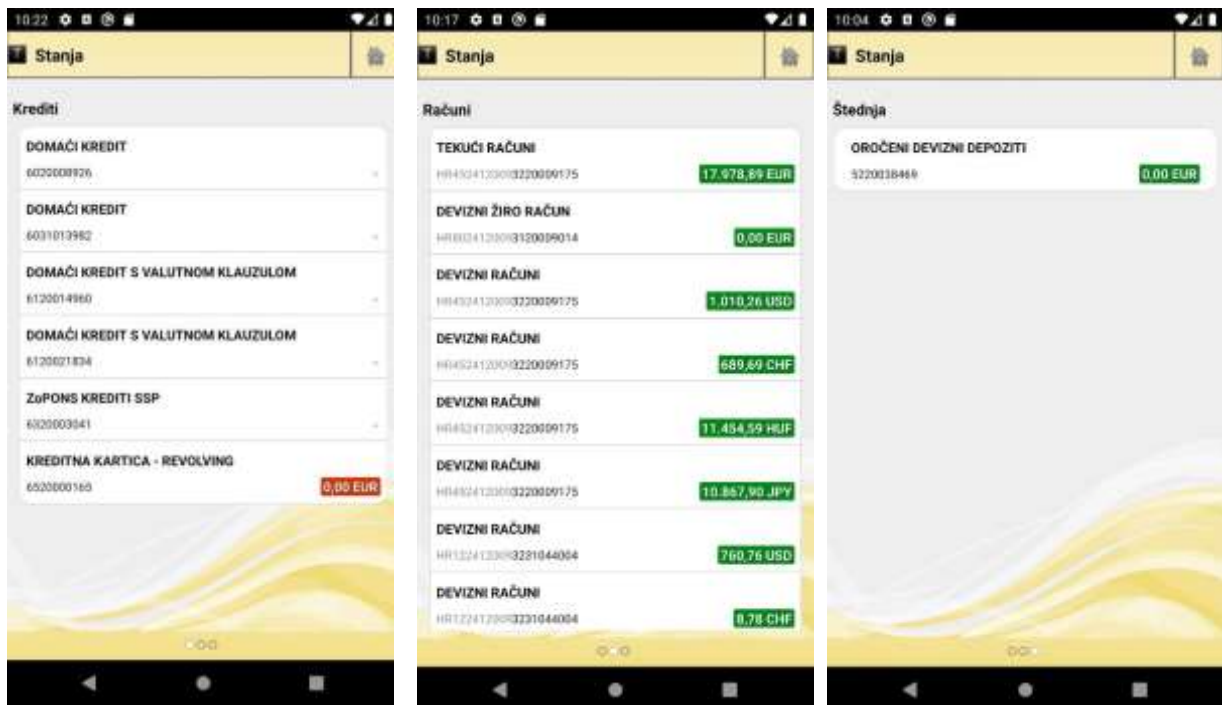 10:22
Stanja
Krediti
DOMAĆI KREDIT
6020008926
DOMAĆI KREDIT
6031013982
DOMAĆI KREDIT S VALUTNOM KLAUZULOM
6120014960
DOMAĆI KREDIT S VALUTNOM KLAUZULOM
6120021834
ZoPONS KREDITI SSP
6320003041
KREDITNA KARTICA - REVOLVING
6520000165
0,00 EUR
10:17
Stanja
Računi
TEKUĆI RAČUNI
3220009175
17.978,89 EUR
DEVIZNI ŽIRO RAČUN
3120009014
0,00 EUR
DEVIZNI RAČUNI
3220009175
1.010,26 USD
DEVIZNI RAČUNI
3220009175
689,69 CHF
DEVIZNI RAČUNI
3220009175
11.454,59 HUF
DEVIZNI RAČUNI
3220009175
10.867,90 JPY
DEVIZNI RAČUNI
3231044004
760,76 USD
DEVIZNI RAČUNI
3231044004
8,78 CHF
10:04
Stanja
Štednja
OROČENI DEVIZNI DEPOZITI
5220038469
0,00 EUR